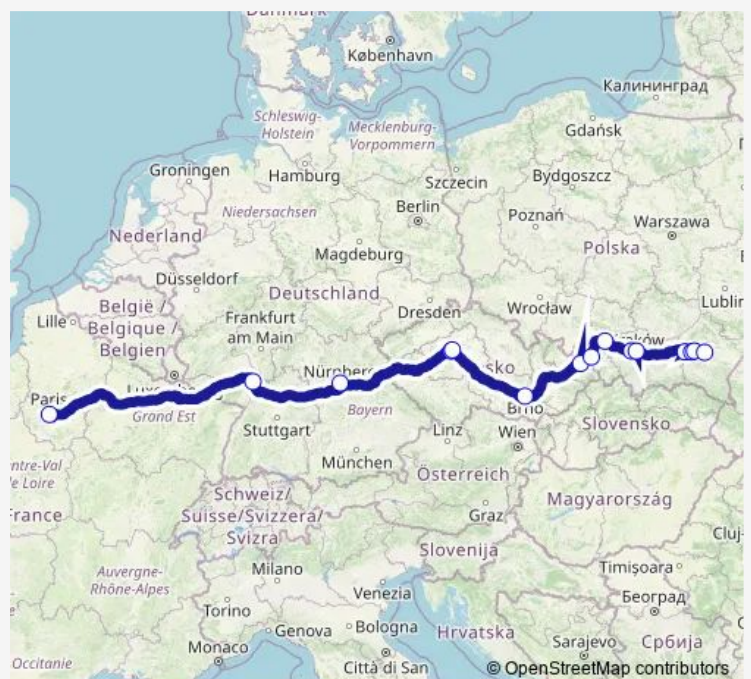 Danmark
København
Калининград
Schleswig-
Holstein
Mecklenburg-
Vorpommern
Gdańsk
Groningen
Hamburg
Szczecin
Bydgoszcz
Niedersachsen
Berlin
Poznań
Warszawa
Nederland
Polska
Magdeburg
Düsseldorf
Deutschland
Lublin
België /
Belgique /
Belgien
Lille
Frankfurt
am Main
Dresden
Wrocław
Kraków
Nürnberg
sko
Paris
Grand Est
Bayern
Brno
Stuttgart
Linz
Wien
Slovensko
München
ntre-Val
de Loire
Österreich
France
Schweiz/
Suisse/Svizzera/
Svizra
Magyarország
Graz
Cluj-
Slovenija
Auvergne-
Rhône-Alpes
Milano
Venezia
Timișoara
Torino
Београд
Genova
Bologna
Hrvatska
Monaco
Sarajevo
Србија
Occitanie
Città di San
© OpenStreetMap contributors